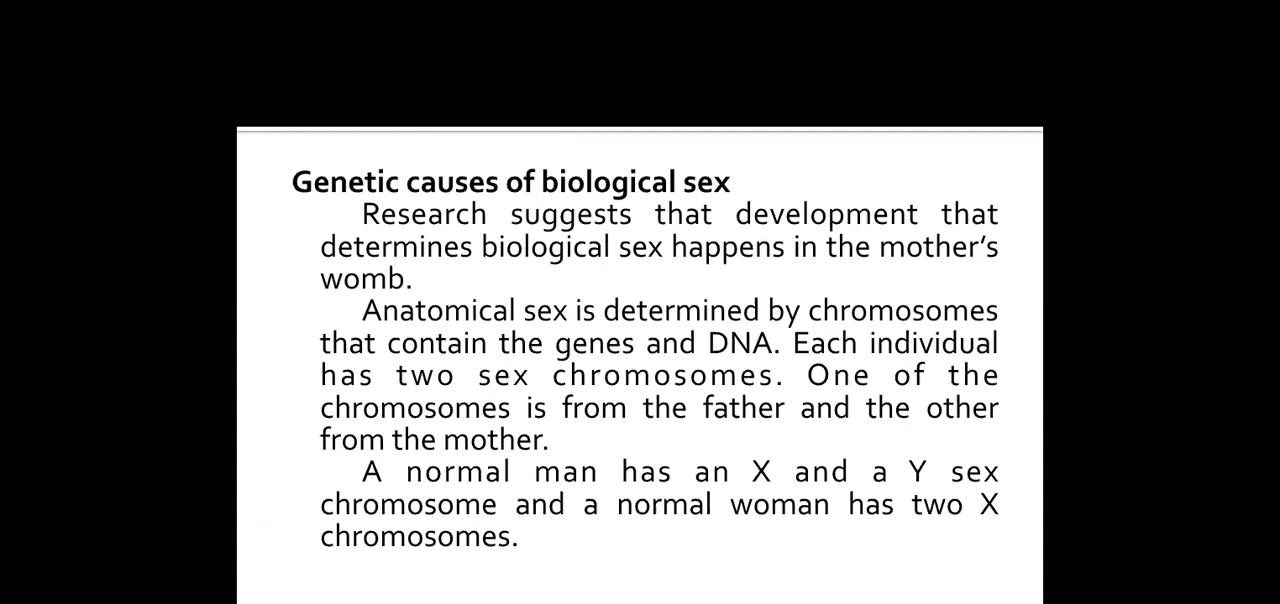 Genetic causes of biological sex
Research suggests that development that
determines biological sex happens in the mother’s
womb.
Anatomical sex is determined by chromosomes
that contain the genes and DNA. Each individual
has two sex chromosomes. One of the
chromosomes is from the father and the other
from the mother.
A normal man has an X and a Y sex
chromosome and a normal woman has two X
chromosomes.